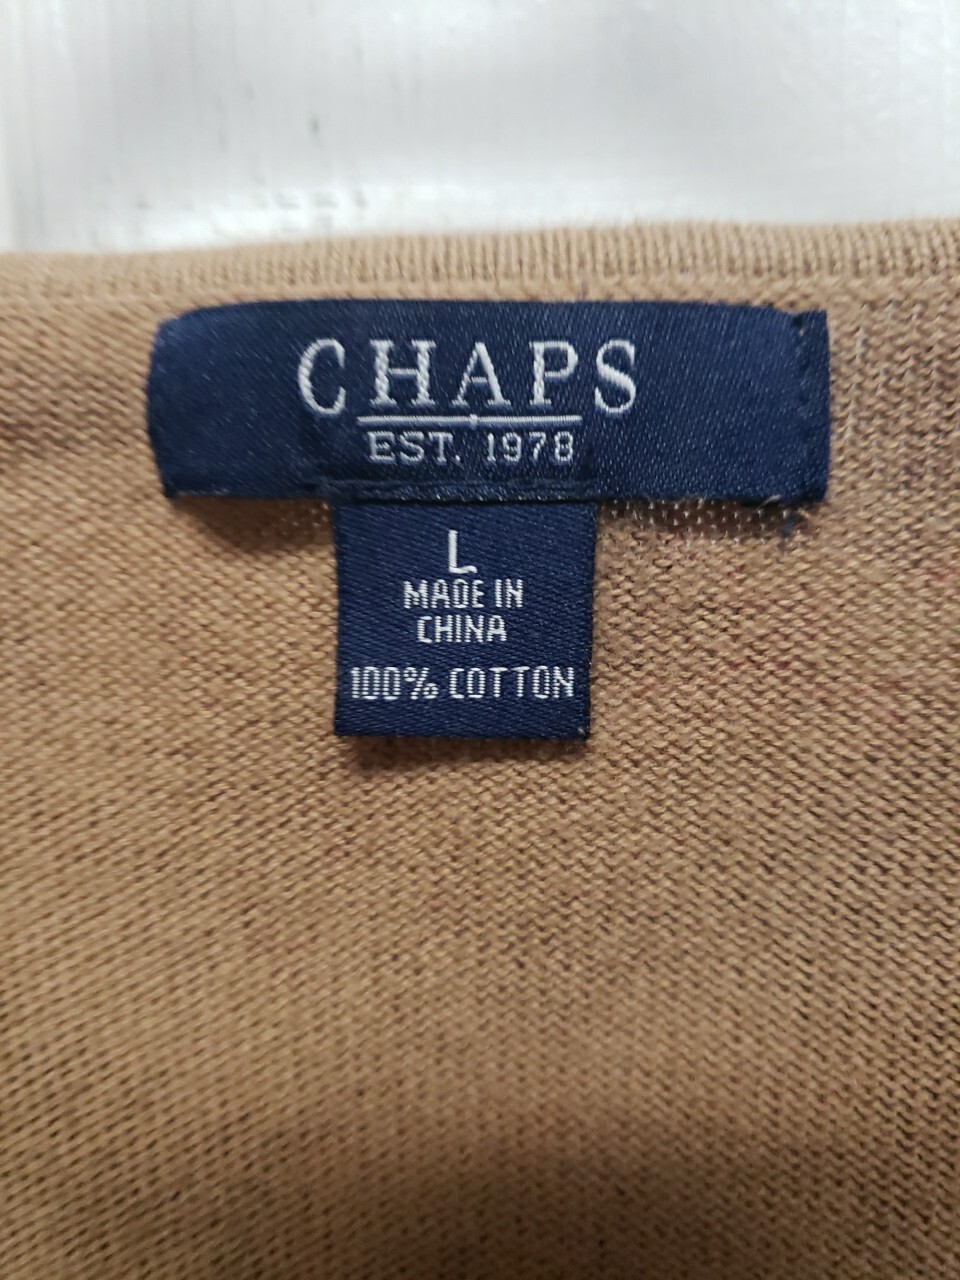 CHAPS
EST. 1978
L
MADE IN
CHINA
100% COTTON